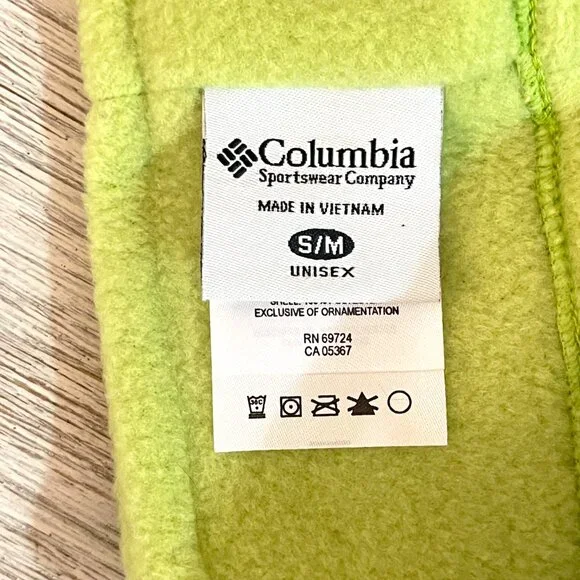 Columbia
Sportswear Company
MADE IN VIETNAM
S/M
UNISEX
EXCLUSIVE OF ORNAMENTATION
RN 69724
CA 05367